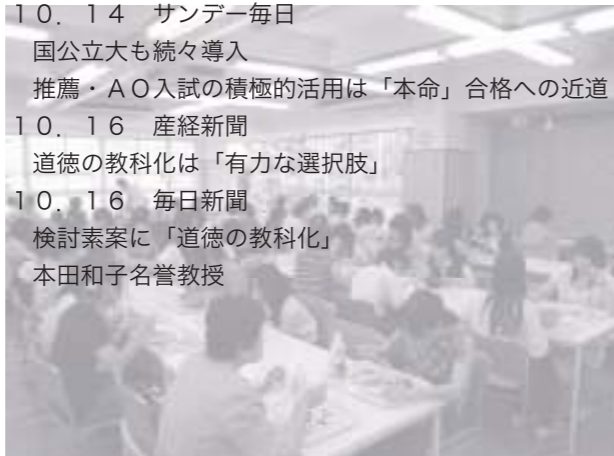 １０．１４　サンデー毎日
国公立大も続々導入
推薦・ＡＯ入試の積極的活用は「本命」合格への近道
１０．１６　産経新聞
道徳の教科化は「有力な選択肢」
１０．１６　毎日新聞
検討素案に「道徳の教科化」
本田和子名誉教授